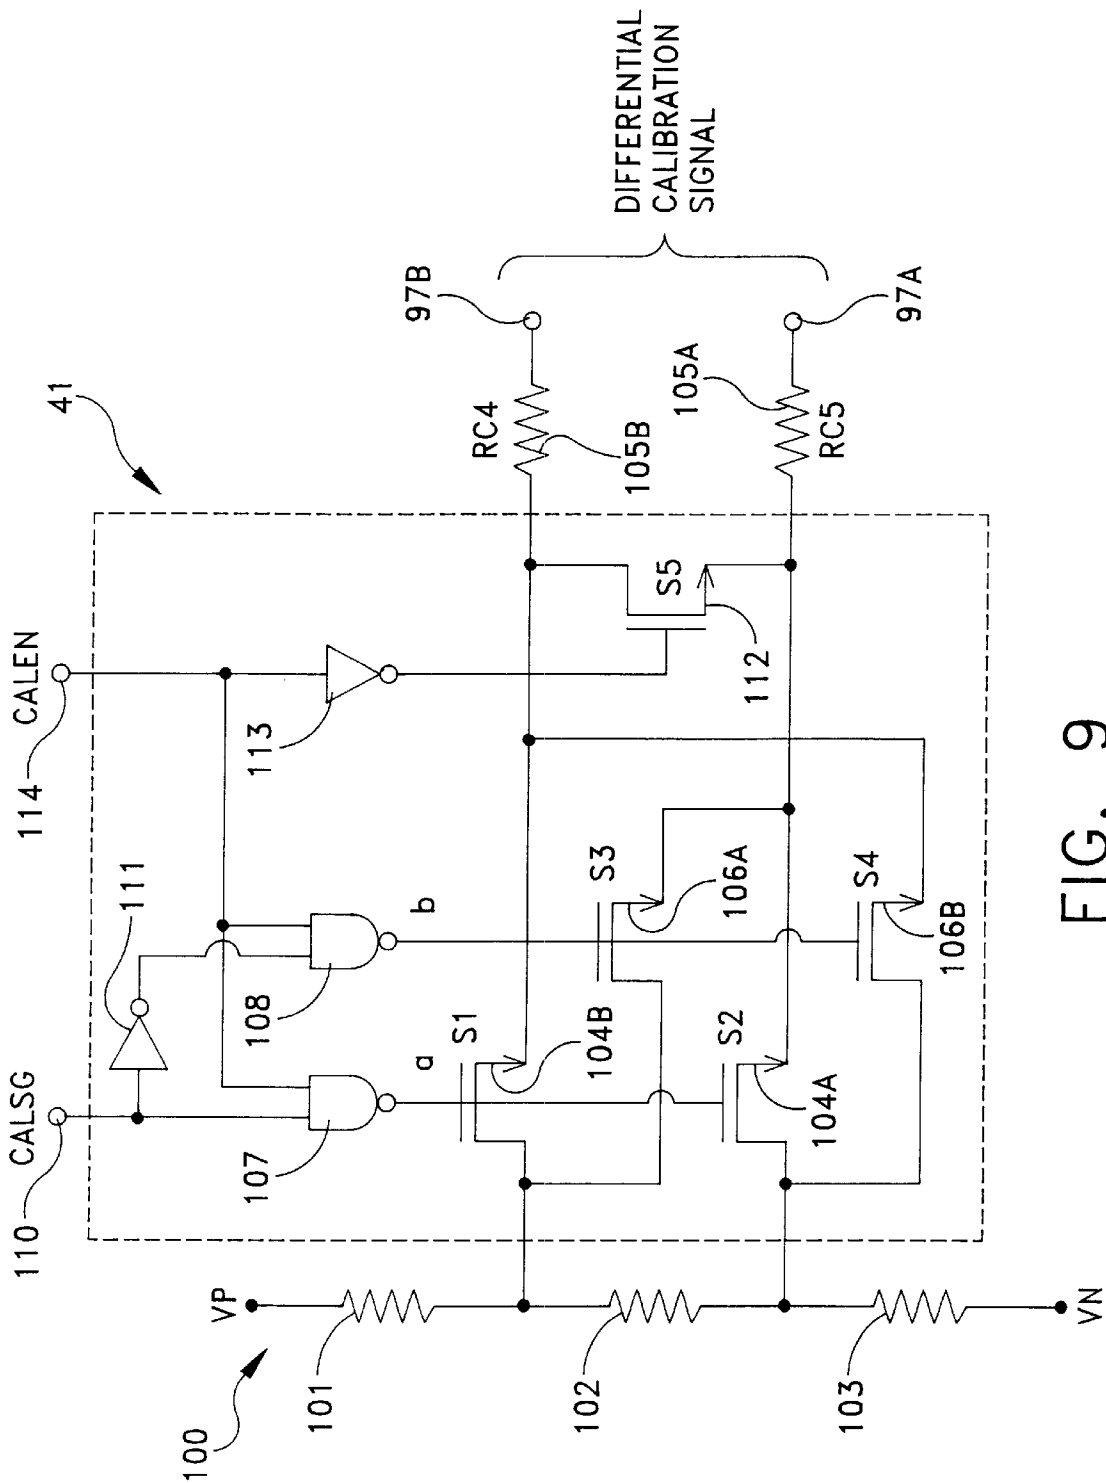 41
CALEN
114
CALSG
110
111
113
107
108
a
b
S1
S2
S3
S4
S5
104B
104A
106A
106B
112
97B
97A
RC4
105B
105A
RC5
DIFFERENTIAL
CALIBRATION
SIGNAL
VP
100
101
102
103
VN
FIG. 9